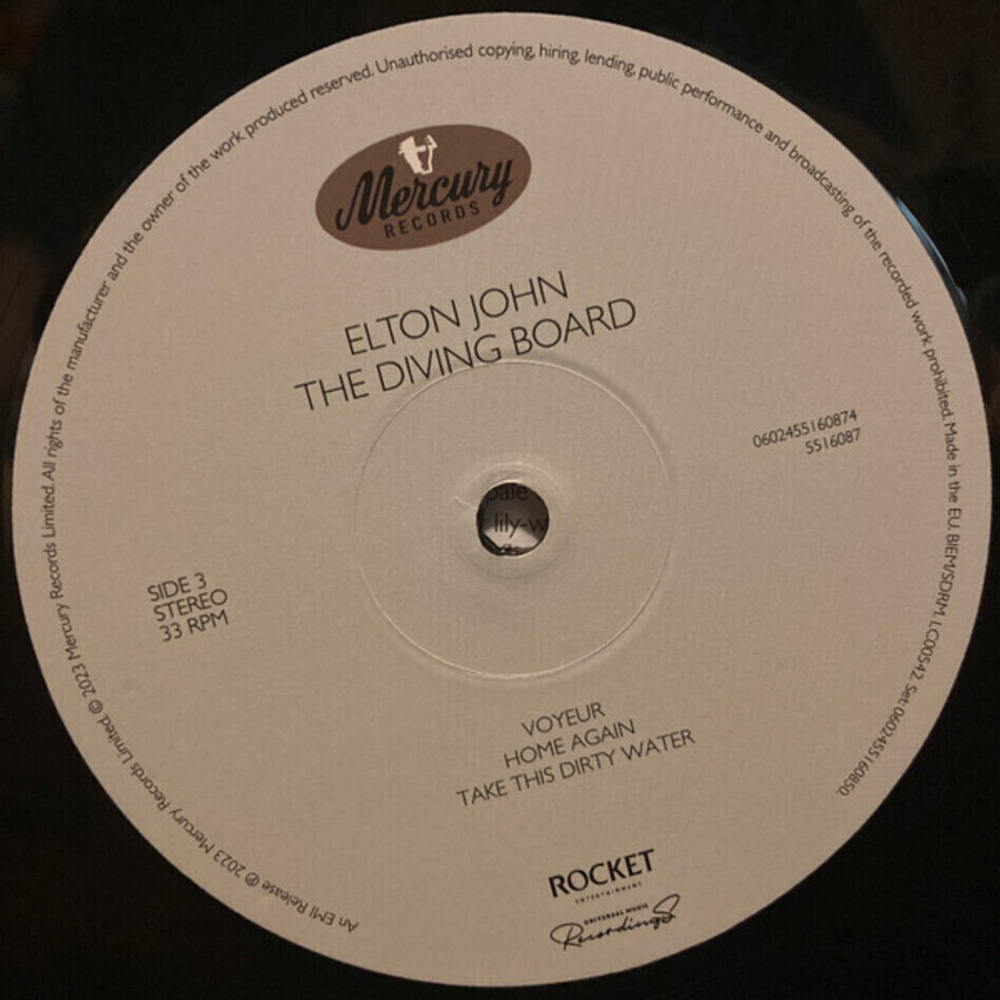 Mercury
RECORDS
ELTON JOHN
THE DIVING BOARD
0602455160874
5516087
SIDE 3
STEREO
33 RPM
pale
lily-w
VOYEUR
HOME AGAIN
TAKE THIS DIRTY WATER
ROCKET
ENTERTAINMENT
UNIVERSAL MUSIC
Recordings
An EMI Release ℗ 2023 Mercury Records Limited. © 2023 Mercury Records Limited. All rights of the manufacturer and the owner of the work produced reserved. Unauthorised copying, hiring, lending, public performance and broadcasting of the recorded work prohibited. Made in the EU. BIEM/SDRM. LC00542. Set: 0602455160850.